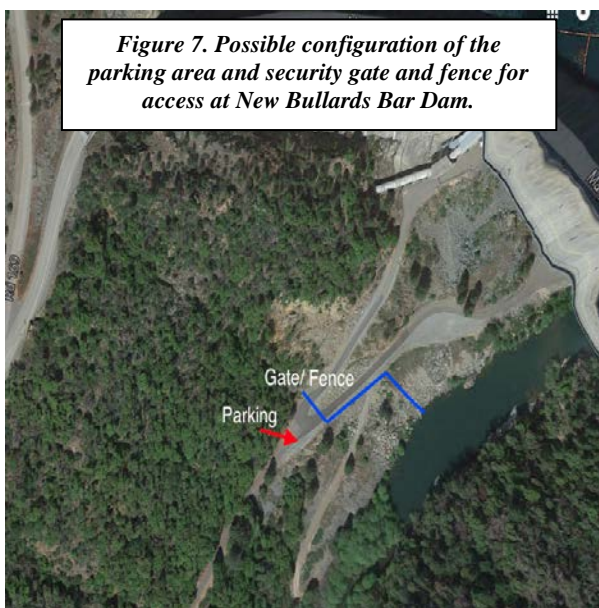 Figure 7. Possible configuration of the
parking area and security gate and fence for
access at New Bullards Bar Dam.
Gate/ Fence
Parking